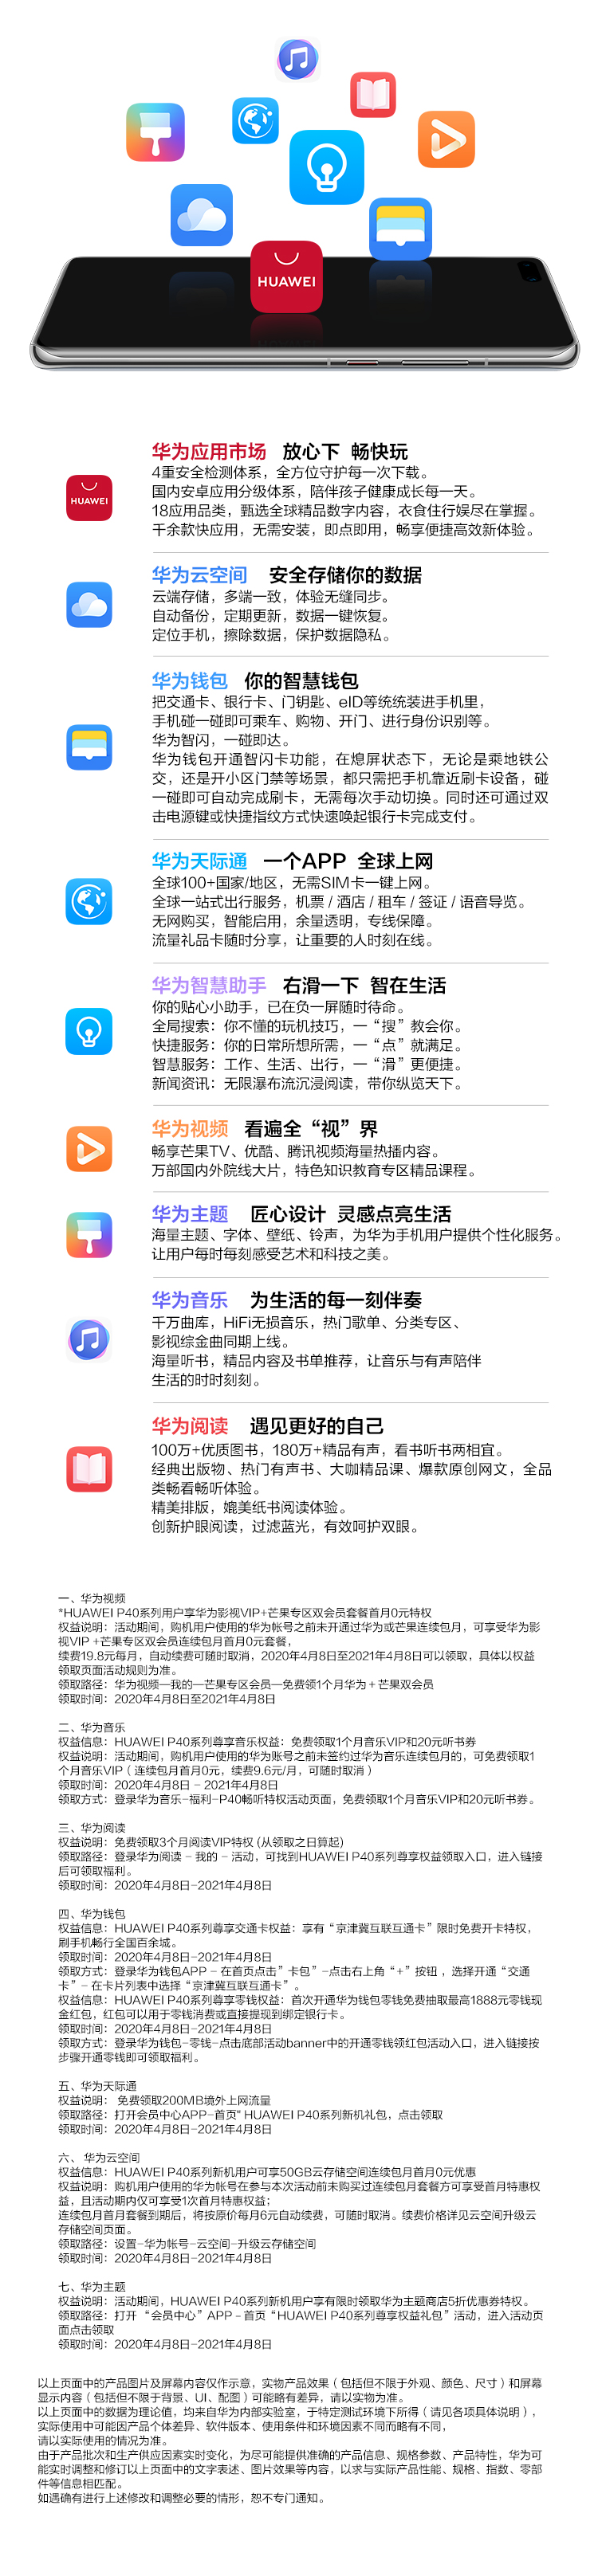 HUAWEI
华为应用市场 放心下 畅快玩
HUAWEI
4重安全检测体系，全方位守护每一次下载。
国内安卓应用分级体系，陪伴孩子健康成长每一天。
18应用品类，甄选全球精品数字内容，衣食住行娱尽在掌握。
千余款快应用，无需安装，即点即用，畅享便捷高效新体验。
华为云空间 安全存储你的数据
云端存储，多端一致，体验无缝同步。
自动备份，定期更新，数据一键恢复。
定位手机，擦除数据，保护数据隐私。
华为钱包 你的智慧钱包
把交通卡、银行卡、门钥匙、eID等统统装进手机里，
手机碰一碰即可乘车、购物、开门、进行身份识别等。
华为智闪，一碰即达。
华为钱包开通智闪卡功能，在熄屏状态下，无论是乘地铁公
交，还是开小区门禁等场景，都只需把手机靠近刷卡设备，碰
一碰即可自动完成刷卡，无需每次手动切换。同时还可通过双
击电源键或快捷指纹方式快速唤起银行卡完成支付。
华为天际通 一个APP 全球上网
全球100+国家/地区，无需SIM卡一键上网。
全球一站式出行服务，机票 / 酒店 / 租车 / 签证 / 语音导览。
无网购买，智能启用，余量透明，专线保障。
流量礼品卡随时分享，让重要的人时刻在线。
华为智慧助手 右滑一下 智在生活
你的贴心小助手，已在负一屏随时待命。
全局搜索：你不懂的玩机技巧，一“搜”教会你。
快捷服务：你的日常所想所需，一“点”就满足。
智慧服务：工作、生活、出行，一“滑”更便捷。
新闻资讯：无限瀑布流沉浸阅读，带你纵览天下。
华为视频 看遍全“视”界
畅享芒果TV、优酷、腾讯视频海量热播内容。
万部国内外院线大片，特色知识教育专区精品课程。
华为主题 匠心设计 灵感点亮生活
海量主题、字体、壁纸、铃声，为华为手机用户提供个性化服务。
让用户每时每刻感受艺术和科技之美。
华为音乐 为生活的每一刻伴奏
千万曲库，HiFi无损音乐，热门歌单、分类专区、
影视综金曲同期上线。
海量听书，精品内容及书单推荐，让音乐与有声陪伴
生活的时时刻刻。
华为阅读 遇见更好的自己
100万+优质图书，180万+精品有声，看书听书两相宜。
经典出版物、热门有声书、大咖精品课、爆款原创网文，全品
类畅看畅听体验。
精美排版，媲美纸书阅读体验。
创新护眼阅读，过滤蓝光，有效呵护双眼。
一、华为视频
*HUAWEI P40系列用户享华为影视VIP+芒果专区双会员套餐首月0元特权
权益说明：活动期间，购机用户使用的华为帐号之前未开通过华为或芒果连续包月，可享受华为影
视VIP +芒果专区双会员连续包月首月0元套餐，
续费19.8元每月，自动续费可随时取消，2020年4月8日至2021年4月8日可以领取，具体以权益
领取页面活动规则为准。
领取路径：华为视频—我的—芒果专区会员—免费领1个月华为＋芒果双会员
领取时间：2020年4月8日至2021年4月8日
二、华为音乐
权益信息：HUAWEI P40系列尊享音乐权益：免费领取1个月音乐VIP和20元听书券
权益说明：活动期间，购机用户使用的华为账号之前未签约过华为音乐连续包月的，可免费领取1
个月音乐VIP（连续包月首月0元，续费9.6元/月，可随时取消）
领取时间：2020年4月8日 – 2021年4月8日
领取方式：登录华为音乐-福利-P40畅听特权活动页面，免费领取1个月音乐VIP和20元听书券。
三、华为阅读
权益说明：免费领取3个月阅读VIP特权 (从领取之日算起)
领取路径：登录华为阅读 – 我的 – 活动，可找到HUAWEI P40系列尊享权益领取入口，进入链接
后可领取福利。
领取时间：2020年4月8日-2021年4月8日
四、华为钱包
权益信息：HUAWEI P40系列尊享交通卡权益：享有“京津冀互联互通卡”限时免费开卡特权，
刷手机畅行全国百余城。
领取时间：2020年4月8日-2021年4月8日
领取方式：登录华为钱包APP – 在首页点击”卡包”-点击右上角“+”按钮 ，选择开通“交通
卡”– 在卡片列表中选择“京津冀互联互通卡”。
权益信息：HUAWEI P40系列尊享零钱权益：首次开通华为钱包零钱免费抽取最高1888元零钱现
金红包，红包可以用于零钱消费或直接提现到绑定银行卡。
领取时间：2020年4月8日-2021年4月8日
领取方式：登录华为钱包-零钱-点击底部活动banner中的开通零钱领红包活动入口，进入链接按
步骤开通零钱即可领取福利。
五、华为天际通
权益说明： 免费领取200MB境外上网流量
领取路径：打开会员中心APP-首页" HUAWEI P40系列新机礼包，点击领取
领取时间：2020年4月8日-2021年4月8日
六、 华为云空间
权益信息：HUAWEI P40系列新机用户可享50GB云存储空间连续包月首月0元优惠
权益说明：购机用户使用的华为帐号在参与本次活动前未购买过连续包月套餐方可享受首月特惠权
益，且活动期内仅可享受1次首月特惠权益；
连续包月首月套餐到期后，将按原价每月6元自动续费，可随时取消。续费价格详见云空间升级云
存储空间页面。
领取路径：设置-华为帐号-云空间-升级云存储空间
领取时间：2020年4月8日-2021年4月8日
七、华为主题
权益说明：活动期间，HUAWEI P40系列新机用户享有限时领取华为主题商店5折优惠券特权。
领取路径：打开 “会员中心”APP - 首页“HUAWEI P40系列尊享权益礼包”活动，进入活动页
面点击领取
领取时间：2020年4月8日-2021年4月8日
以上页面中的产品图片及屏幕内容仅作示意，实物产品效果（包括但不限于外观、颜色、尺寸）和屏幕
显示内容（包括但不限于背景、UI、配图）可能略有差异，请以实物为准。
以上页面中的数据为理论值，均来自华为内部实验室，于特定测试环境下所得（请见各项具体说明），
实际使用中可能因产品个体差异、软件版本、使用条件和环境因素不同而略有不同，
请以实际使用的情况为准。
由于产品批次和生产供应因素实时变化，为尽可能提供准确的产品信息、规格参数、产品特性，华为可
能实时调整和修订以上页面中的文字表述、图片效果等内容，以求与实际产品性能、规格、指数、零部
件等信息相匹配。
如遇确有进行上述修改和调整必要的情形，恕不专门通知。